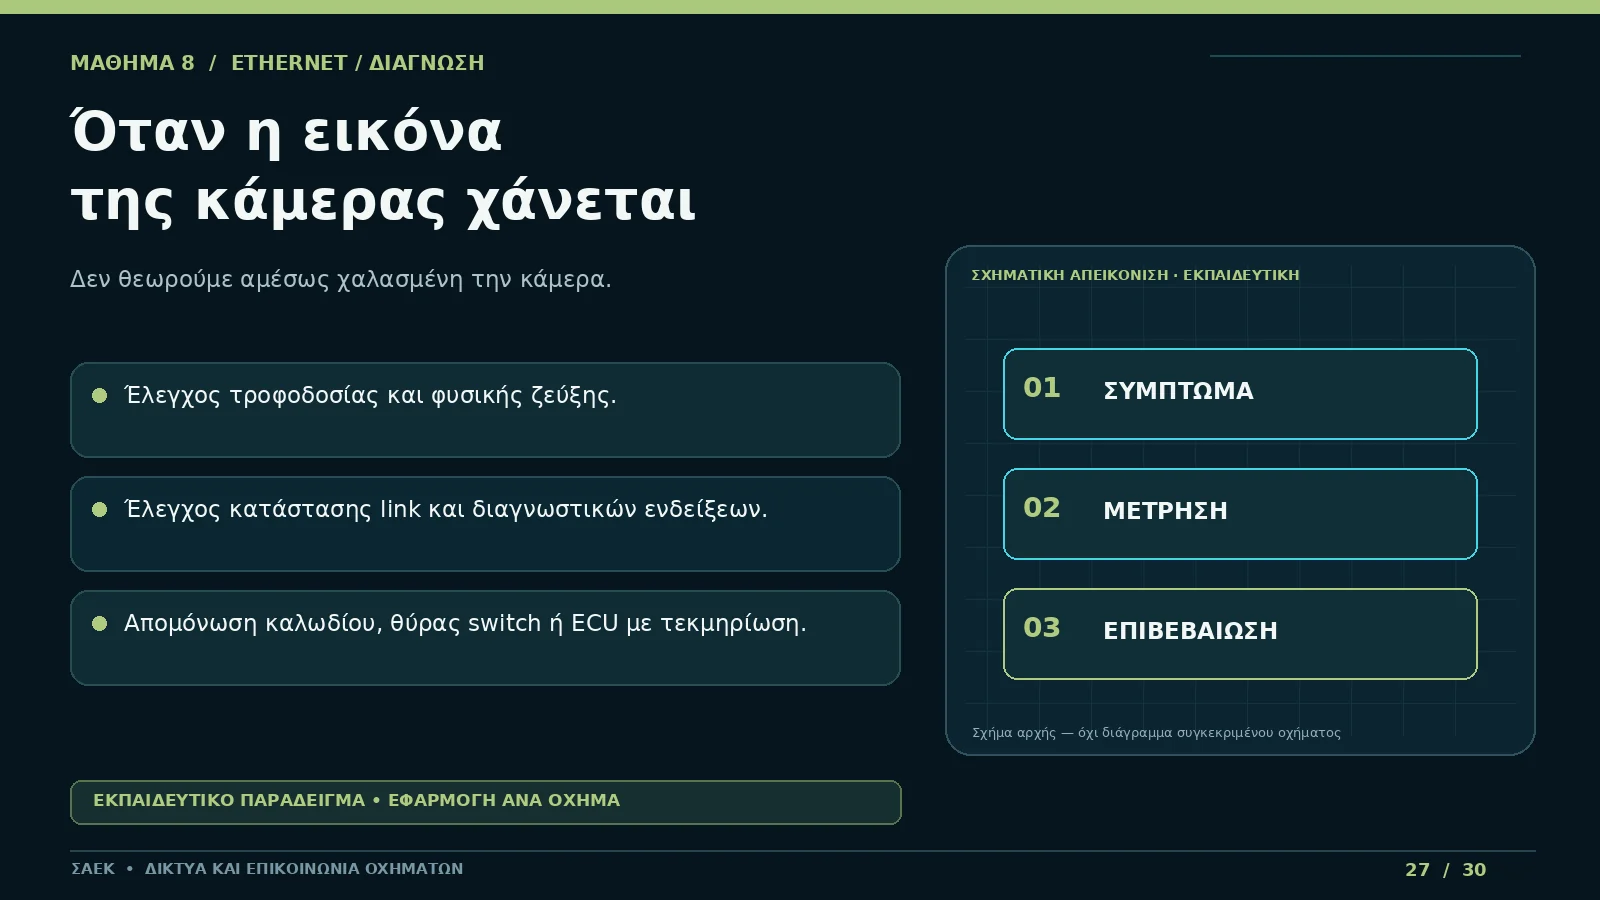 ΜΑΘΗΜΑ 8 / ETHERNET / ΔΙΑΓΝΩΣΗ
Όταν η εικόνα
της κάμερας χάνεται
Δεν θεωρούμε αμέσως χαλασμένη την κάμερα.
Έλεγχος τροφοδοσίας και φυσικής ζεύξης.
Έλεγχος κατάστασης link και διαγνωστικών ενδείξεων.
Απομόνωση καλωδίου, θύρας switch ή ECU με τεκμηρίωση.
ΣΧΗΜΑΤΙΚΗ ΑΠΕΙΚΟΝΙΣΗ · ΕΚΠΑΙΔΕΥΤΙΚΗ
01 ΣΥΜΠΤΩΜΑ
02 ΜΕΤΡΗΣΗ
03 ΕΠΙΒΕΒΑΙΩΣΗ
Σχήμα αρχής — όχι διάγραμμα συγκεκριμένου οχήματος
ΕΚΠΑΙΔΕΥΤΙΚΟ ΠΑΡΑΔΕΙΓΜΑ • ΕΦΑΡΜΟΓΗ ΑΝΑ ΟΧΗΜΑ
ΣΑΕΚ • ΔΙΚΤΥΑ ΚΑΙ ΕΠΙΚΟΙΝΩΝΙΑ ΟΧΗΜΑΤΩΝ
27 / 30